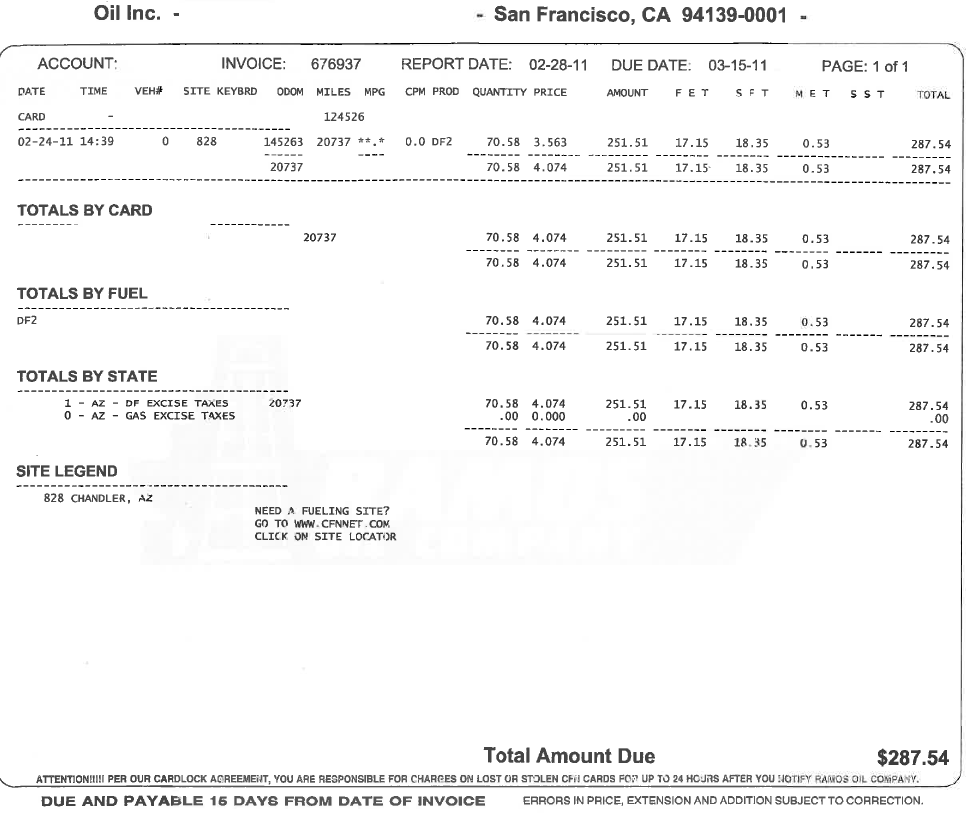 Oil Inc. - - San Francisco, CA 94139-0001 -
ACCOUNT: INVOICE: 676937 REPORT DATE: 02-28-11 DUE DATE: 03-15-11 PAGE: 1 of 1
DATE TIME VEH# SITE KEYBRD ODOM MILES MPG CPM PROD QUANTITY PRICE AMOUNT F E T S F T M E T S S T TOTAL
CARD - 124526
02-24-11 14:39 0 828 145263 20737 **.* 0.0 DF2 70.58 3.563 251.51 17.15 18.35 0.53 287.54
20737 70.58 4.074 251.51 17.15 18.35 0.53 287.54
TOTALS BY CARD
20737 70.58 4.074 251.51 17.15 18.35 0.53 287.54
70.58 4.074 251.51 17.15 18.35 0.53 287.54
TOTALS BY FUEL
DF2 70.58 4.074 251.51 17.15 18.35 0.53 287.54
70.58 4.074 251.51 17.15 18.35 0.53 287.54
TOTALS BY STATE
1 - AZ - DF EXCISE TAXES 20737 70.58 4.074 251.51 17.15 18.35 0.53 287.54
0 - AZ - GAS EXCISE TAXES .00 0.000 .00 .00
70.58 4.074 251.51 17.15 18.35 0.53 287.54
SITE LEGEND
828 CHANDLER, AZ
NEED A FUELING SITE?
GO TO WWW.CFNNET.COM
CLICK ON SITE LOCATOR
Total Amount Due $287.54
ATTENTION!!!!! PER OUR CARDLOCK AGREEMENT, YOU ARE RESPONSIBLE FOR CHARGES ON LOST OR STOLEN CFN CARDS FOR UP TO 24 HOURS AFTER YOU NOTIFY RAMOS OIL COMPANY.
DUE AND PAYABLE 15 DAYS FROM DATE OF INVOICE ERRORS IN PRICE, EXTENSION AND ADDITION SUBJECT TO CORRECTION.